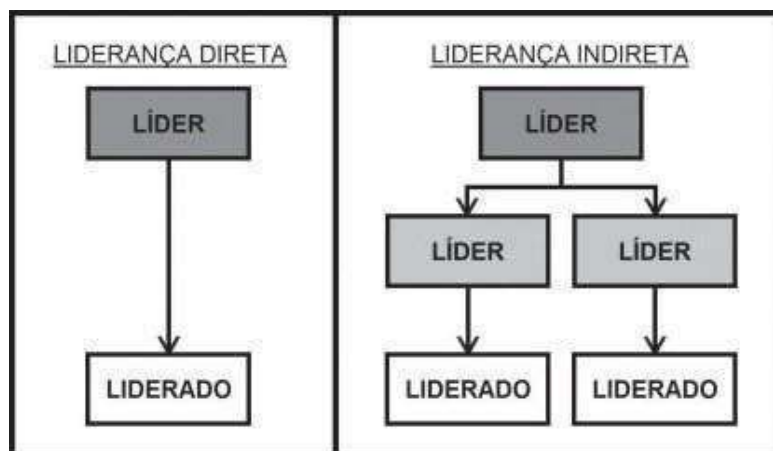 LIDERANÇA DIRETA
LÍDER
LIDERADO
LIDERANÇA INDIRETA
LÍDER
LÍDER
LÍDER
LIDERADO
LIDERADO